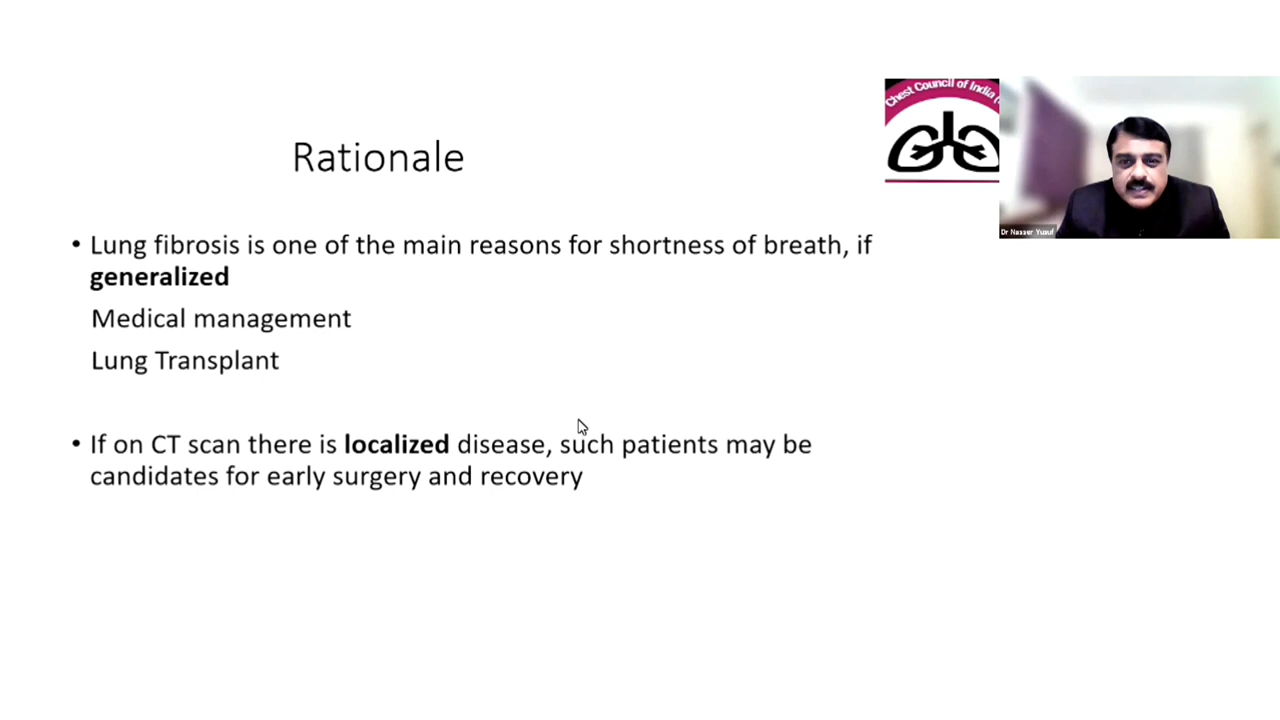 Rationale
Chest Council of India
Dr Nasser Yusuf
• Lung fibrosis is one of the main reasons for shortness of breath, if
generalized
Medical management
Lung Transplant
• If on CT scan there is localized disease, such patients may be
candidates for early surgery and recovery